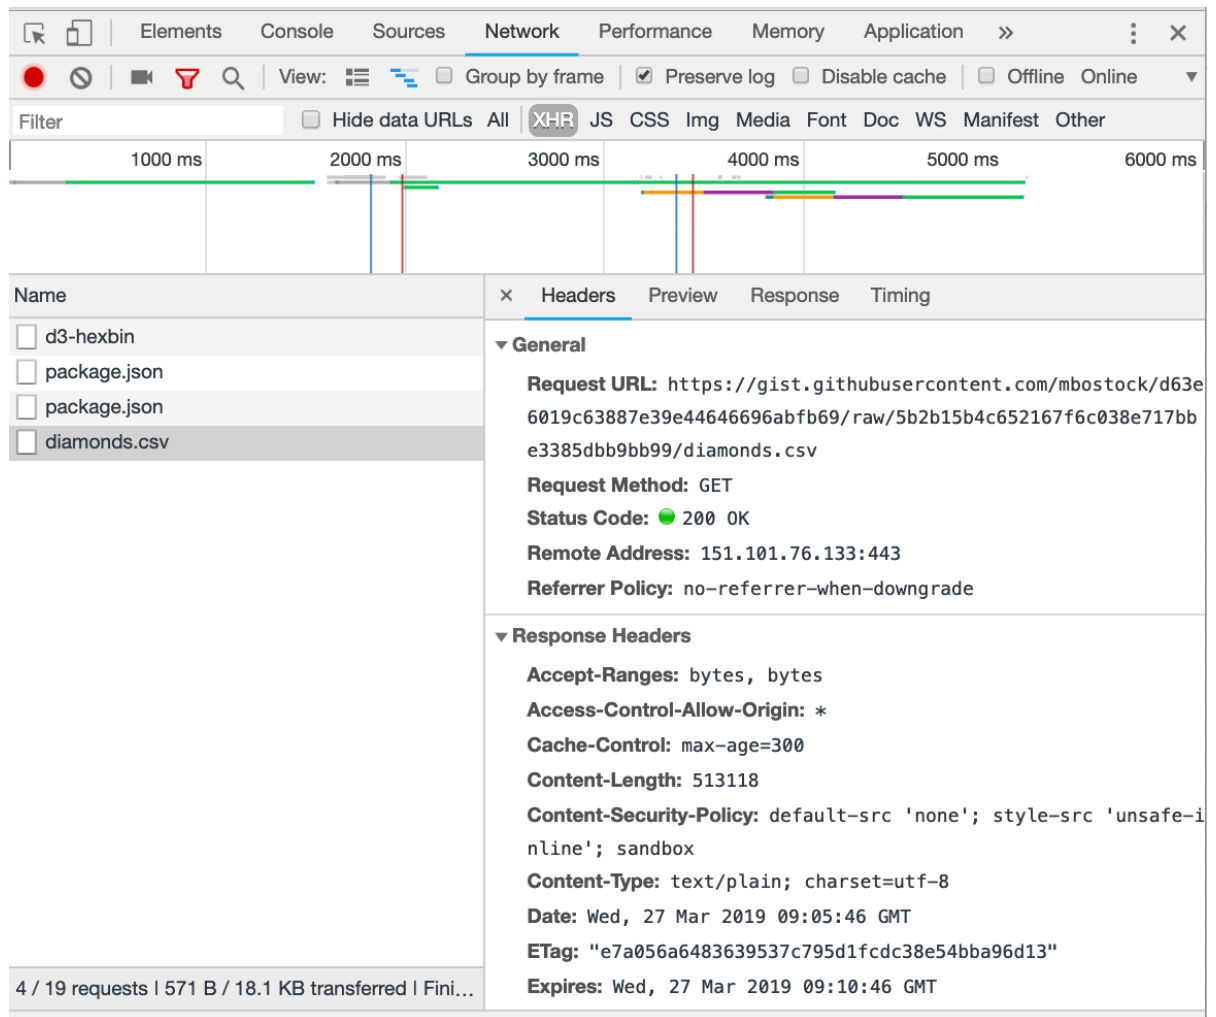 Elements Console Sources Network Performance Memory Application »
View: Group by frame Preserve log Disable cache Offline Online
Filter Hide data URLs All XHR JS CSS Img Media Font Doc WS Manifest Other
1000 ms 2000 ms 3000 ms 4000 ms 5000 ms 6000 ms
Name
d3-hexbin
package.json
package.json
diamonds.csv
4 / 19 requests | 571 B / 18.1 KB transferred | Fini...
× Headers Preview Response Timing
General
Request URL: https://gist.githubusercontent.com/mbostock/d63e
6019c63887e39e44646696abfb69/raw/5b2b15b4c652167f6c038e717bb
e3385dbb9bb99/diamonds.csv
Request Method: GET
Status Code: 200 OK
Remote Address: 151.101.76.133:443
Referrer Policy: no-referrer-when-downgrade
Response Headers
Accept-Ranges: bytes, bytes
Access-Control-Allow-Origin: *
Cache-Control: max-age=300
Content-Length: 513118
Content-Security-Policy: default-src 'none'; style-src 'unsafe-i
nline'; sandbox
Content-Type: text/plain; charset=utf-8
Date: Wed, 27 Mar 2019 09:05:46 GMT
ETag: "e7a056a6483639537c795d1fcdc38e54bba96d13"
Expires: Wed, 27 Mar 2019 09:10:46 GMT